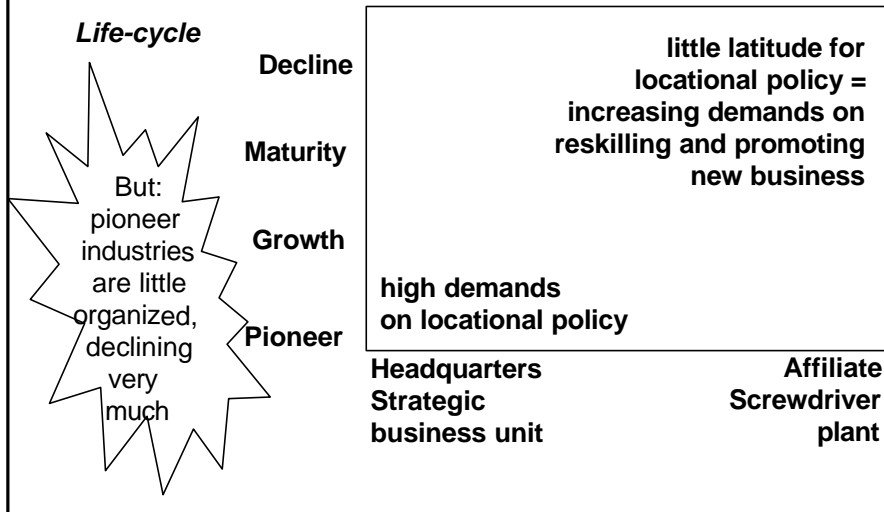 Life-cycle
Decline
Maturity
Growth
Pioneer
But:
pioneer
industries
are little
organized,
declining
very
much
little latitude for
locational policy =
increasing demands on
reskilling and promoting
new business
high demands
on locational policy
Headquarters
Strategic
business unit
Affiliate
Screwdriver
plant